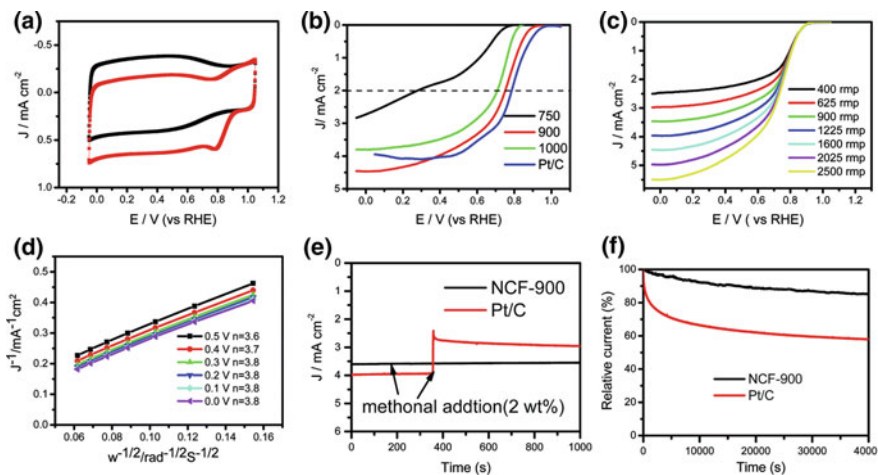 (a)
-0.5
0.0
0.5
1.0
J / mA cm-2
-0.2 0.0 0.2 0.4 0.6 0.8 1.0 1.2
E / V (vs RHE)
(b)
0
1
2
3
4
5
J/ mA cm-2
750
900
1000
Pt/C
0.0 0.2 0.4 0.6 0.8 1.0
E / V (vs RHE)
(c)
0
1
2
3
4
5
J / mA cm-2
400 rmp
625 rmp
900 rmp
1225 rmp
1600 rmp
2025 rmp
2500 rmp
0.0 0.2 0.4 0.6 0.8 1.0
E / V ( vs RHE)
(d)
0.5
0.4
0.3
0.2
0.1
0.0
J-1/mA-1cm2
0.5 V n=3.6
0.4 V n=3.7
0.3 V n=3.8
0.2 V n=3.8
0.1 V n=3.8
0.0 V n=3.8
0.06 0.08 0.10 0.12 0.14 0.16
w-1/2/rad-1/2S-1/2
(e)
0
1
2
3
4
5
6
J / mA cm-2
NCF-900
Pt/C
methonal addtion(2 wt%)
0 200 400 600 800 1000
Time (s)
(f)
100
80
60
40
20
0
Relative current (%)
NCF-900
Pt/C
0 10000 20000 30000 4000
Time (s)